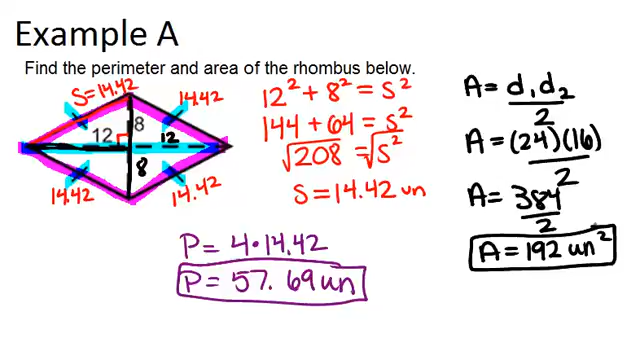 Example A
Find the perimeter and area of the rhombus below.
S=14.42
14.42
12
8
12
8
14.42
14.42
12² + 8² = s²
144 + 64 = s²
√208 = √s²
s = 14.42 un
P = 4·14.42
P = 57.69 un
A = d₁d₂/2
A = (24)(16)/2
A = 384/2
A = 192 un²